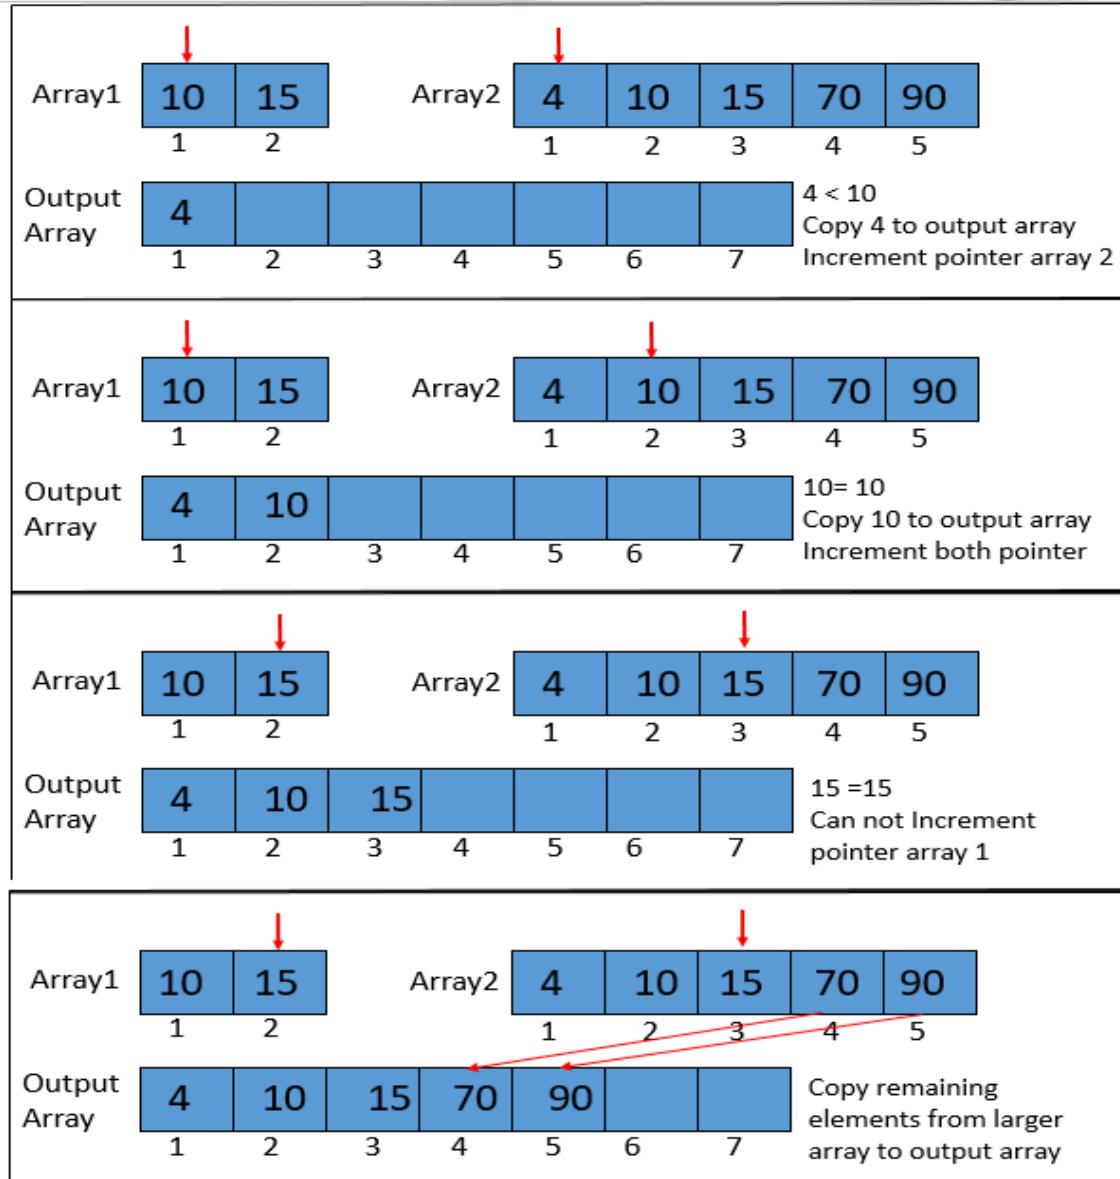 Array1 10 15 Array2 4 10 15 70 90
1 2 1 2 3 4 5
Output
Array
4
1 2 3 4 5 6 7
4 < 10
Copy 4 to output array
Increment pointer array 2
Array1 10 15 Array2 4 10 15 70 90
1 2 1 2 3 4 5
Output
Array
4 10
1 2 3 4 5 6 7
10= 10
Copy 10 to output array
Increment both pointer
Array1 10 15 Array2 4 10 15 70 90
1 2 1 2 3 4 5
Output
Array
4 10 15
1 2 3 4 5 6 7
15 =15
Can not Increment
pointer array 1
Array1 10 15 Array2 4 10 15 70 90
1 2 1 2 3 4 5
Output
Array
4 10 15 70 90
1 2 3 4 5 6 7
Copy remaining
elements from larger
array to output array